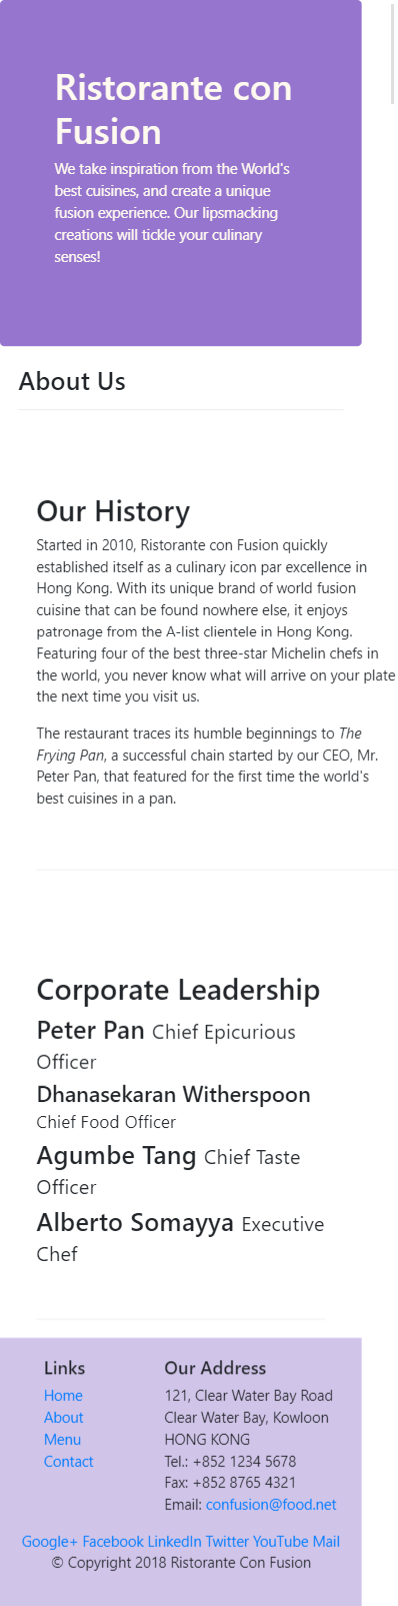 Ristorante con
Fusion
We take inspiration from the World's
best cuisines, and create a unique
fusion experience. Our lipsmacking
creations will tickle your culinary
senses!
About Us
Our History
Started in 2010, Ristorante con Fusion quickly
established itself as a culinary icon par excellence in
Hong Kong. With its unique brand of world fusion
cuisine that can be found nowhere else, it enjoys
patronage from the A-list clientele in Hong Kong.
Featuring four of the best three-star Michelin chefs in
the world, you never know what will arrive on your plate
the next time you visit us.
The restaurant traces its humble beginnings to The
Frying Pan, a successful chain started by our CEO, Mr.
Peter Pan, that featured for the first time the world's
best cuisines in a pan.
Corporate Leadership
Peter Pan Chief Epicurious
Officer
Dhanasekaran Witherspoon
Chief Food Officer
Agumbe Tang Chief Taste
Officer
Alberto Somayya Executive
Chef
Links
Home
About
Menu
Contact
Our Address
121, Clear Water Bay Road
Clear Water Bay, Kowloon
HONG KONG
Tel.: +852 1234 5678
Fax: +852 8765 4321
Email: confusion@food.net
Google+ Facebook LinkedIn Twitter YouTube Mail
© Copyright 2018 Ristorante Con Fusion